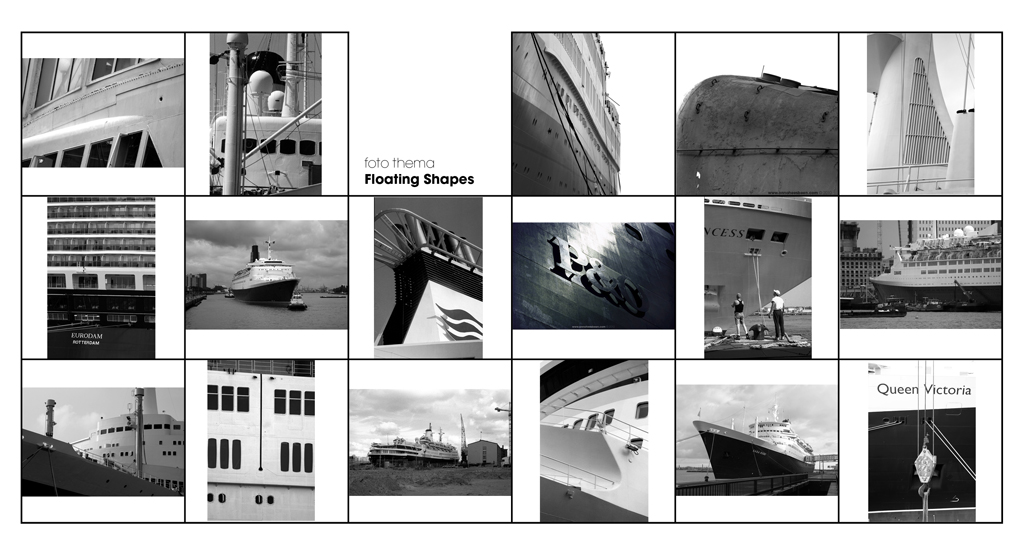 foto thema
Floating Shapes
P&O
NCESS
EURODAM
ROTTERDAM
Queen Victoria